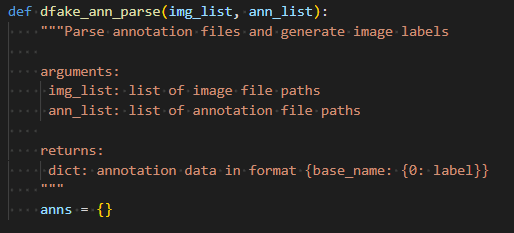 def dfake_ann_parse(img_list, ann_list):
    """Parse annotation files and generate image labels

    arguments:
     img_list: list of image file paths
     ann_list: list of annotation file paths

    returns:
     dict: annotation data in format {base_name: {0: label}}
    """
    anns = {}